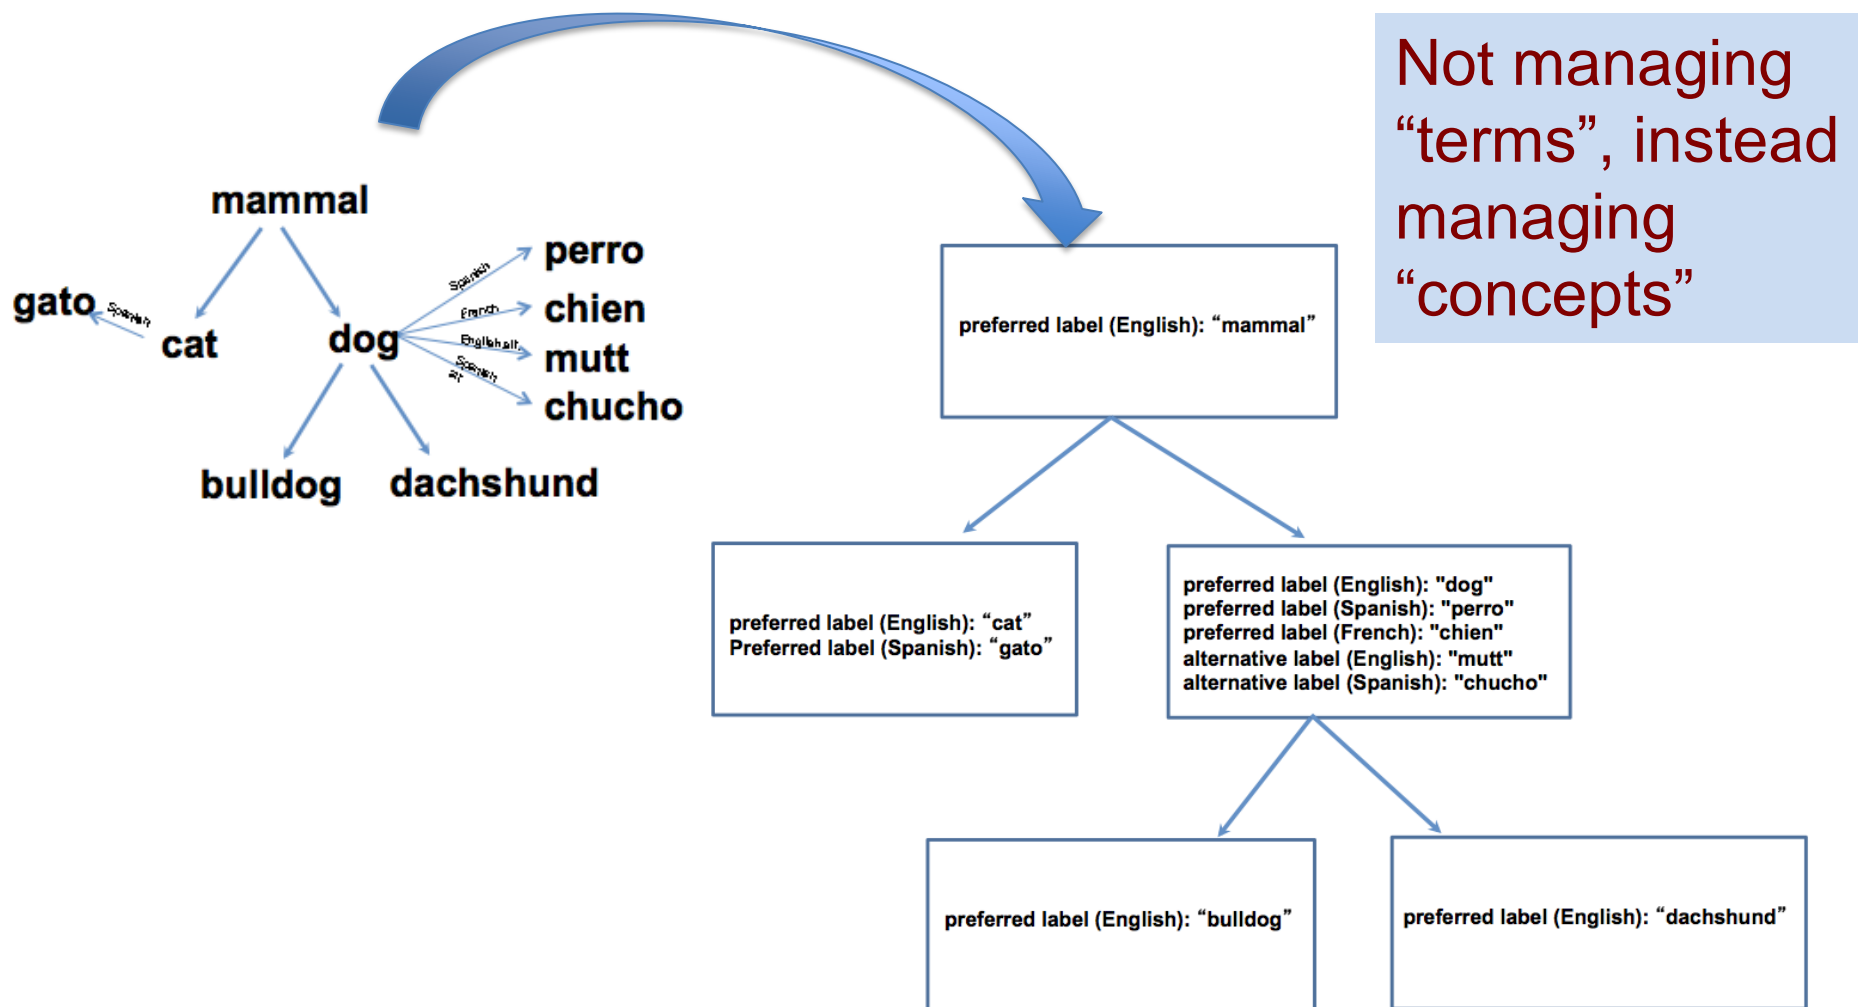 Not managing
“terms”, instead
managing
“concepts”
mammal
gato
Spanish
cat
dog
Spanish
perro
French
chien
English alt.
mutt
Spanish
alt
chucho
bulldog
dachshund
preferred label (English): “mammal”
preferred label (English): “cat”
Preferred label (Spanish): “gato”
preferred label (English): "dog"
preferred label (Spanish): "perro"
preferred label (French): "chien"
alternative label (English): "mutt"
alternative label (Spanish): "chucho"
preferred label (English): “bulldog”
preferred label (English): “dachshund”